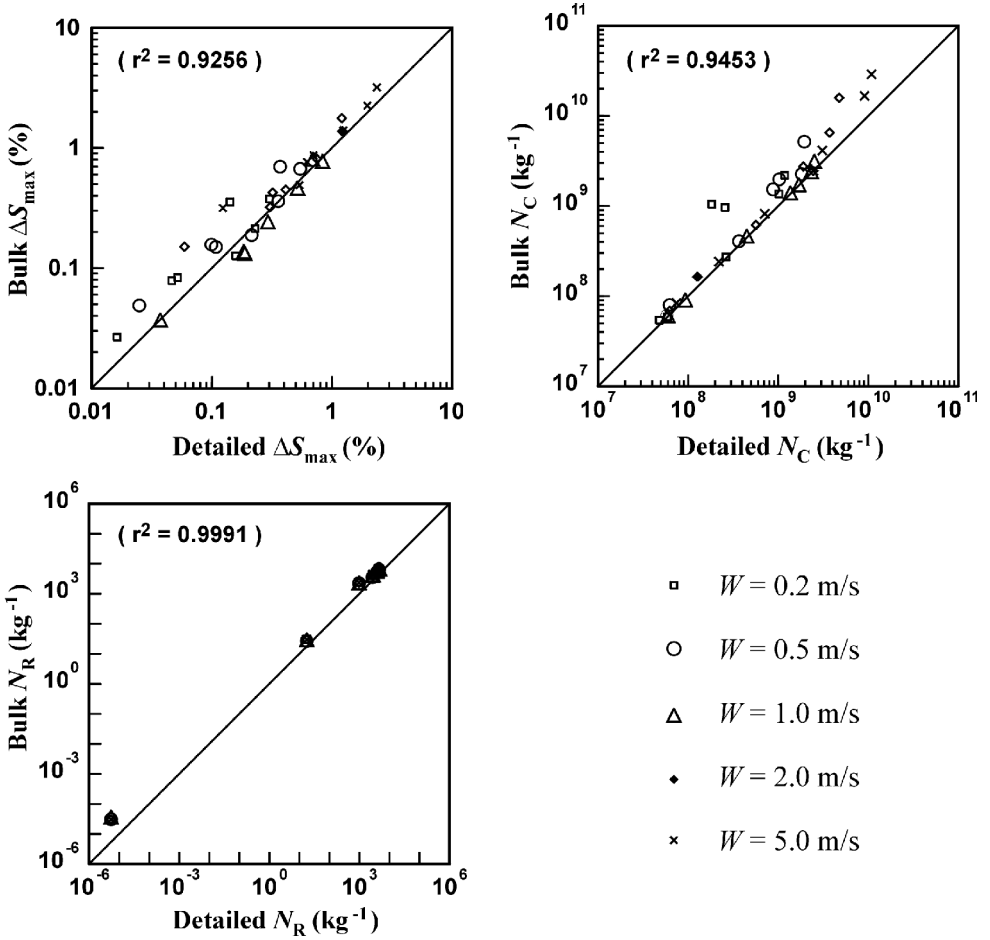 10
( r² = 0.9256 )
1
0.1
0.01
Bulk ΔSmax (%)
0.01 0.1 1 10
Detailed ΔSmax (%)
10¹¹
( r² = 0.9453 )
10¹⁰
10⁹
10⁸
10⁷
Bulk NC (kg⁻¹)
10⁷ 10⁸ 10⁹ 10¹⁰ 10¹¹
Detailed NC (kg⁻¹)
10⁶
( r² = 0.9991 )
10³
10⁰
10⁻³
10⁻⁶
Bulk NR (kg⁻¹)
10⁻⁶ 10⁻³ 10⁰ 10³ 10⁶
Detailed NR (kg⁻¹)
W = 0.2 m/s
W = 0.5 m/s
W = 1.0 m/s
W = 2.0 m/s
W = 5.0 m/s